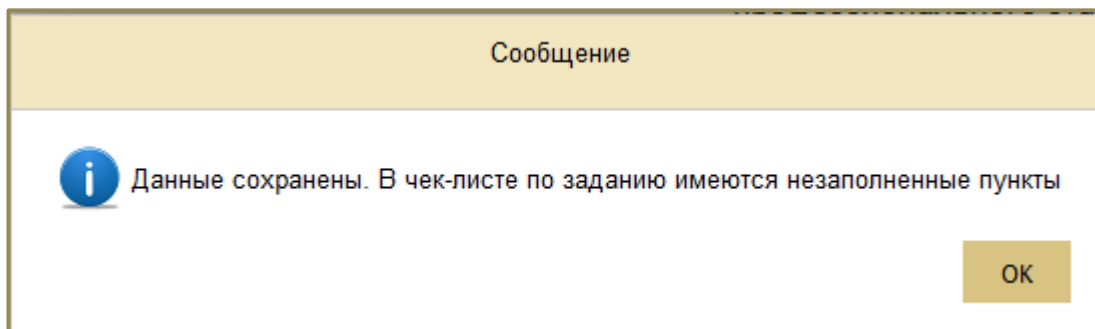 Сообщение
Данные сохранены. В чек-листе по заданию имеются незаполненные пункты
ОК